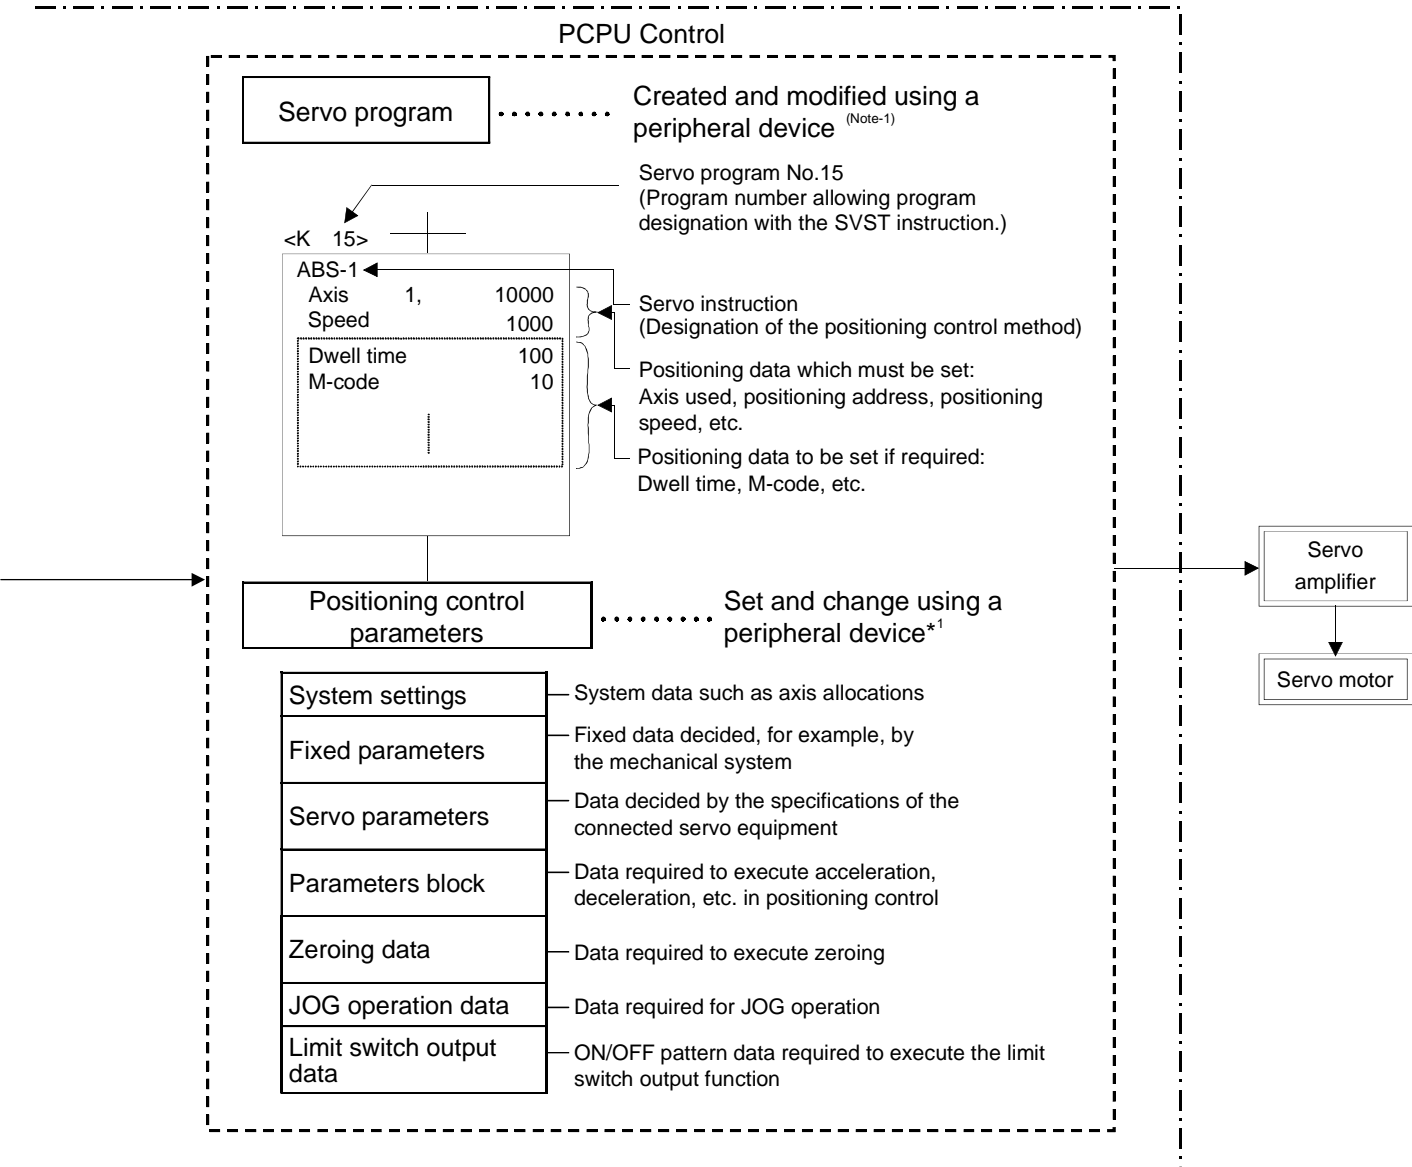 PCPU Control
Servo program
Created and modified using a
peripheral device (Note-1)
Servo program No.15
(Program number allowing program
designation with the SVST instruction.)
<K 15>
ABS-1
Axis 1, 10000
Speed 1000
Dwell time 100
M-code 10
Servo instruction
(Designation of the positioning control method)
Positioning data which must be set:
Axis used, positioning address, positioning
speed, etc.
Positioning data to be set if required:
Dwell time, M-code, etc.
Servo
amplifier
Servo motor
Positioning control
parameters
Set and change using a
peripheral device*1
System settings
System data such as axis allocations
Fixed parameters
Fixed data decided, for example, by
the mechanical system
Servo parameters
Data decided by the specifications of the
connected servo equipment
Parameters block
Data required to execute acceleration,
deceleration, etc. in positioning control
Zeroing data
Data required to execute zeroing
JOG operation data
Data required for JOG operation
Limit switch output
data
ON/OFF pattern data required to execute the limit
switch output function